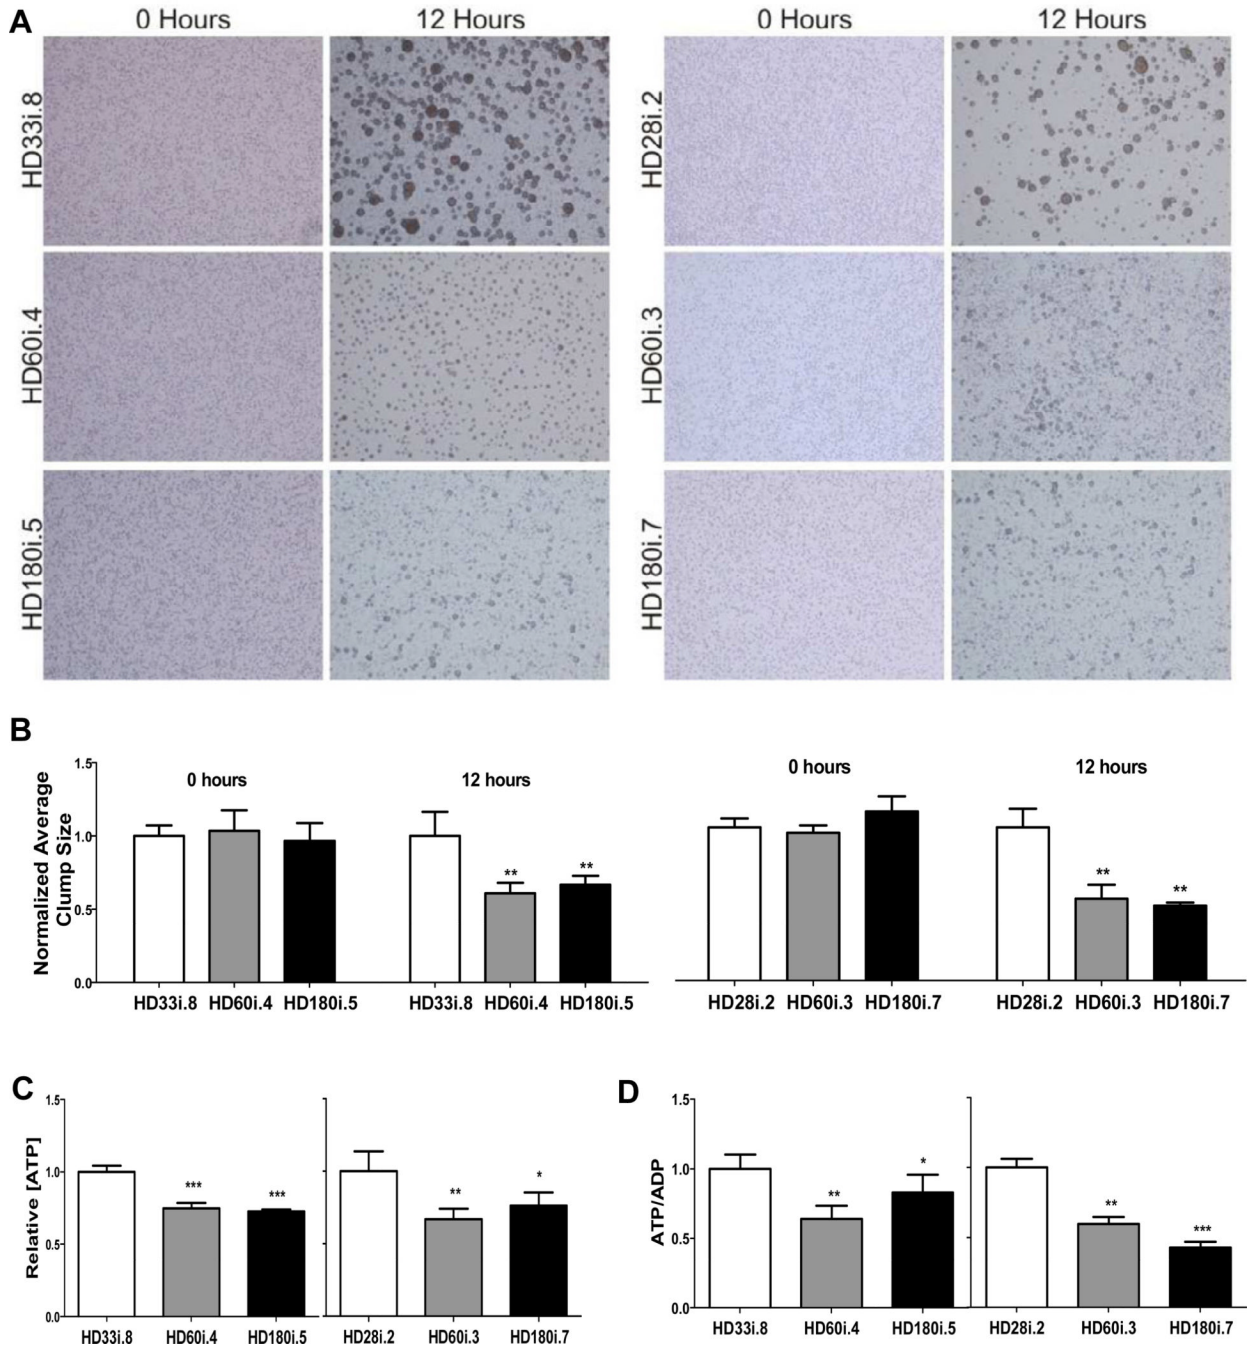 A
0 Hours 12 Hours 0 Hours 12 Hours
HD33i.8 HD28i.2
HD60i.4 HD60i.3
HD180i.5 HD180i.7
B
Normalized Average
Clump Size
1.5
1.0
0.5
0.0
0 hours 12 hours 0 hours 12 hours
** ** ** **
HD33i.8 HD60i.4 HD180i.5 HD33i.8 HD60i.4 HD180i.5 HD28i.2 HD60i.3 HD180i.7 HD28i.2 HD60i.3 HD180i.7
C
Relative [ATP]
1.5
1.0
0.5
0.0
*** *** ** *
HD33i.8 HD60i.4 HD180i.5 HD28i.2 HD60i.3 HD180i.7
D
ATP/ADP
1.5
1.0
0.5
0.0
** * ** ***
HD33i.8 HD60i.4 HD180i.5 HD28i.2 HD60i.3 HD180i.7